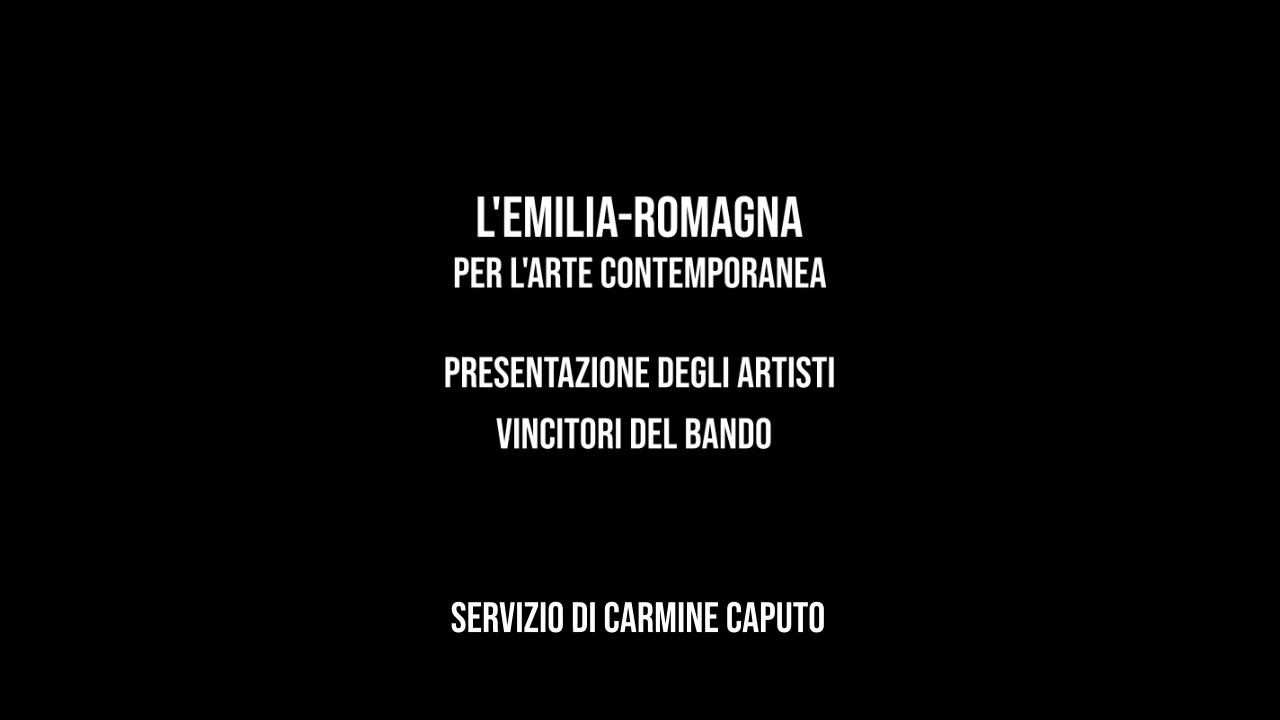 L'EMILIA-ROMAGNA
PER L'ARTE CONTEMPORANEA
PRESENTAZIONE DEGLI ARTISTI
VINCITORI DEL BANDO
SERVIZIO DI CARMINE CAPUTO